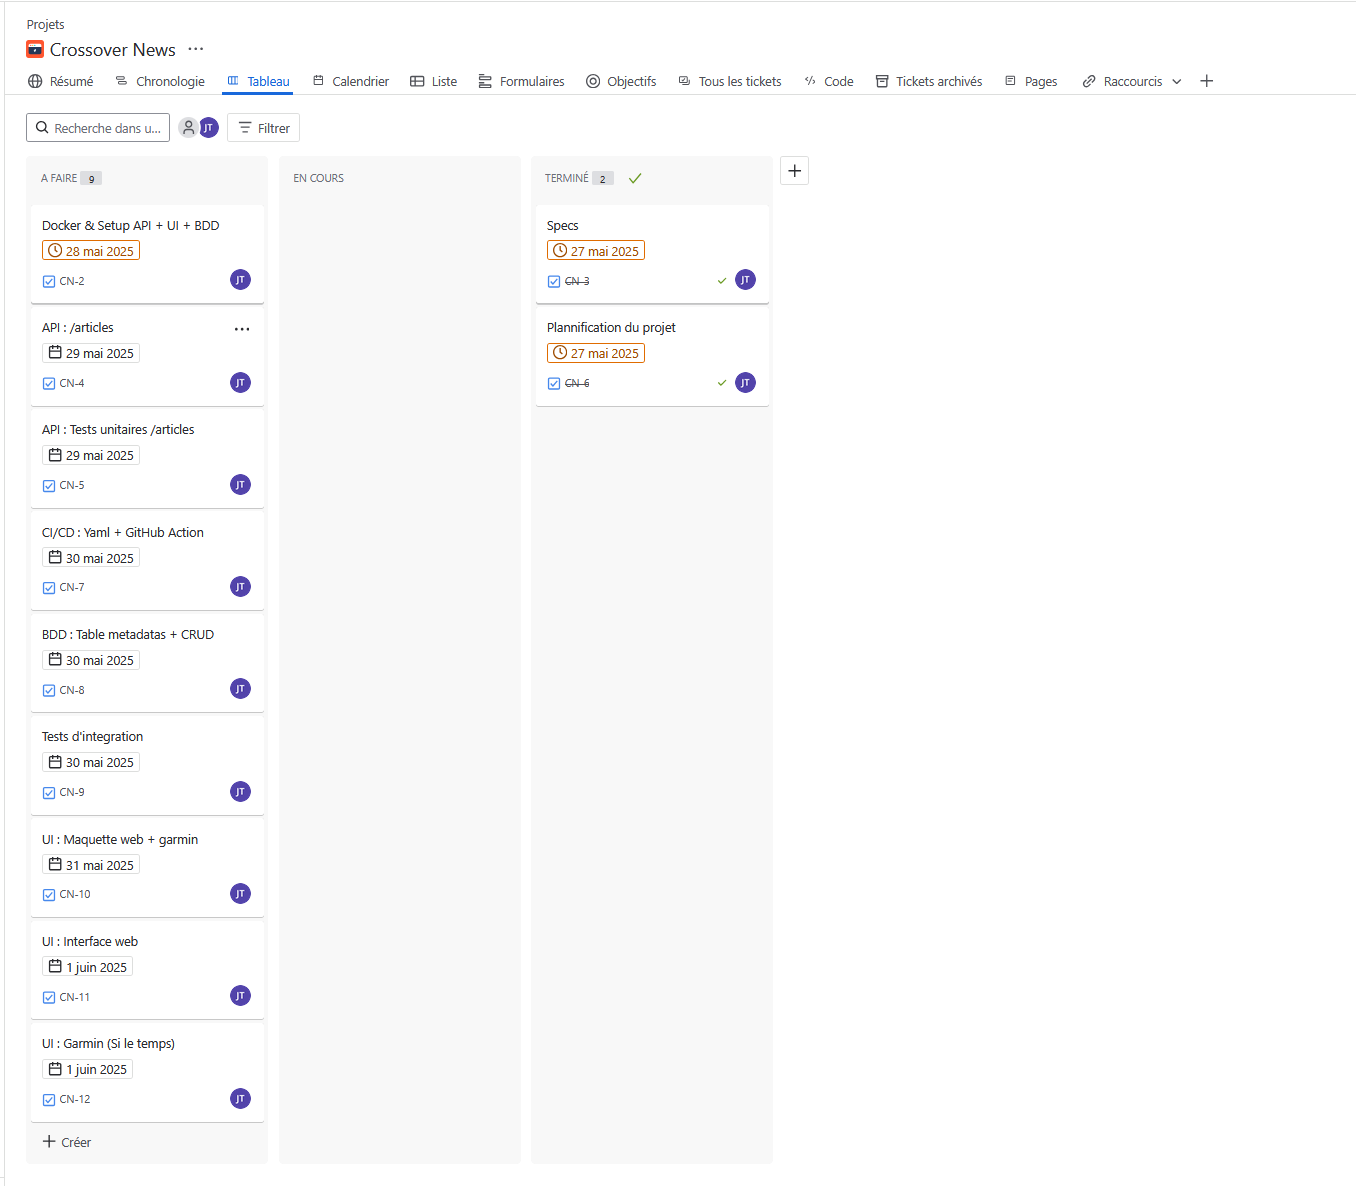 Projets
Crossover News
Résumé Chronologie Tableau Calendrier Liste Formulaires Objectifs Tous les tickets Code Tickets archivés Pages Raccourcis
Recherche dans u... JT Filtrer
A FAIRE 9
Docker & Setup API + UI + BDD
28 mai 2025
CN-2 JT
API : /articles
29 mai 2025
CN-4 JT
API : Tests unitaires /articles
29 mai 2025
CN-5 JT
CI/CD : Yaml + GitHub Action
30 mai 2025
CN-7 JT
BDD : Table metadatas + CRUD
30 mai 2025
CN-8 JT
Tests d'integration
30 mai 2025
CN-9 JT
UI : Maquette web + garmin
31 mai 2025
CN-10 JT
UI : Interface web
1 juin 2025
CN-11 JT
UI : Garmin (Si le temps)
1 juin 2025
CN-12 JT
Créer
EN COURS
TERMINÉ 2
Specs
27 mai 2025
CN-3 JT
Plannification du projet
27 mai 2025
CN-6 JT